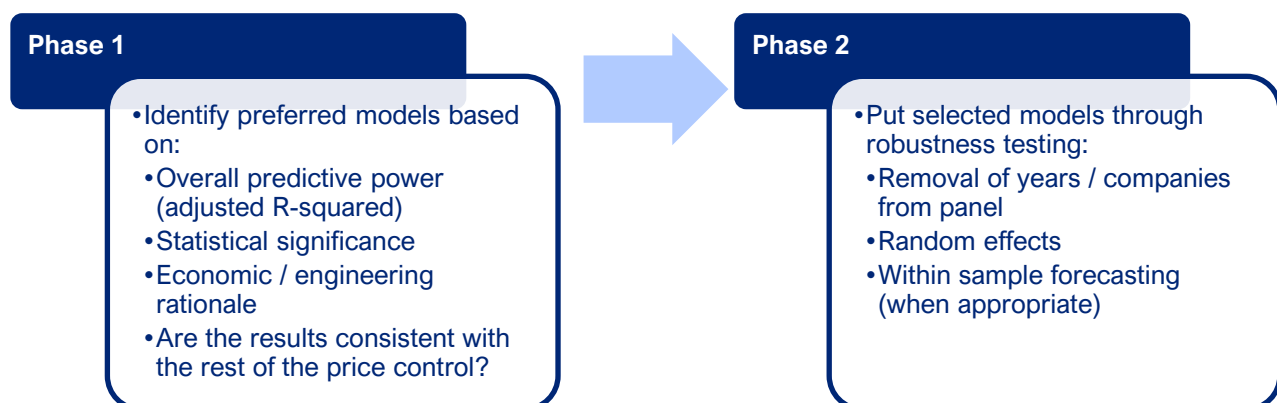 Phase 1
•Identify preferred models based
on:
•Overall predictive power
(adjusted R-squared)
•Statistical significance
•Economic / engineering
rationale
•Are the results consistent with
the rest of the price control?
Phase 2
•Put selected models through
robustness testing:
•Removal of years / companies
from panel
•Random effects
•Within sample forecasting
(when appropriate)